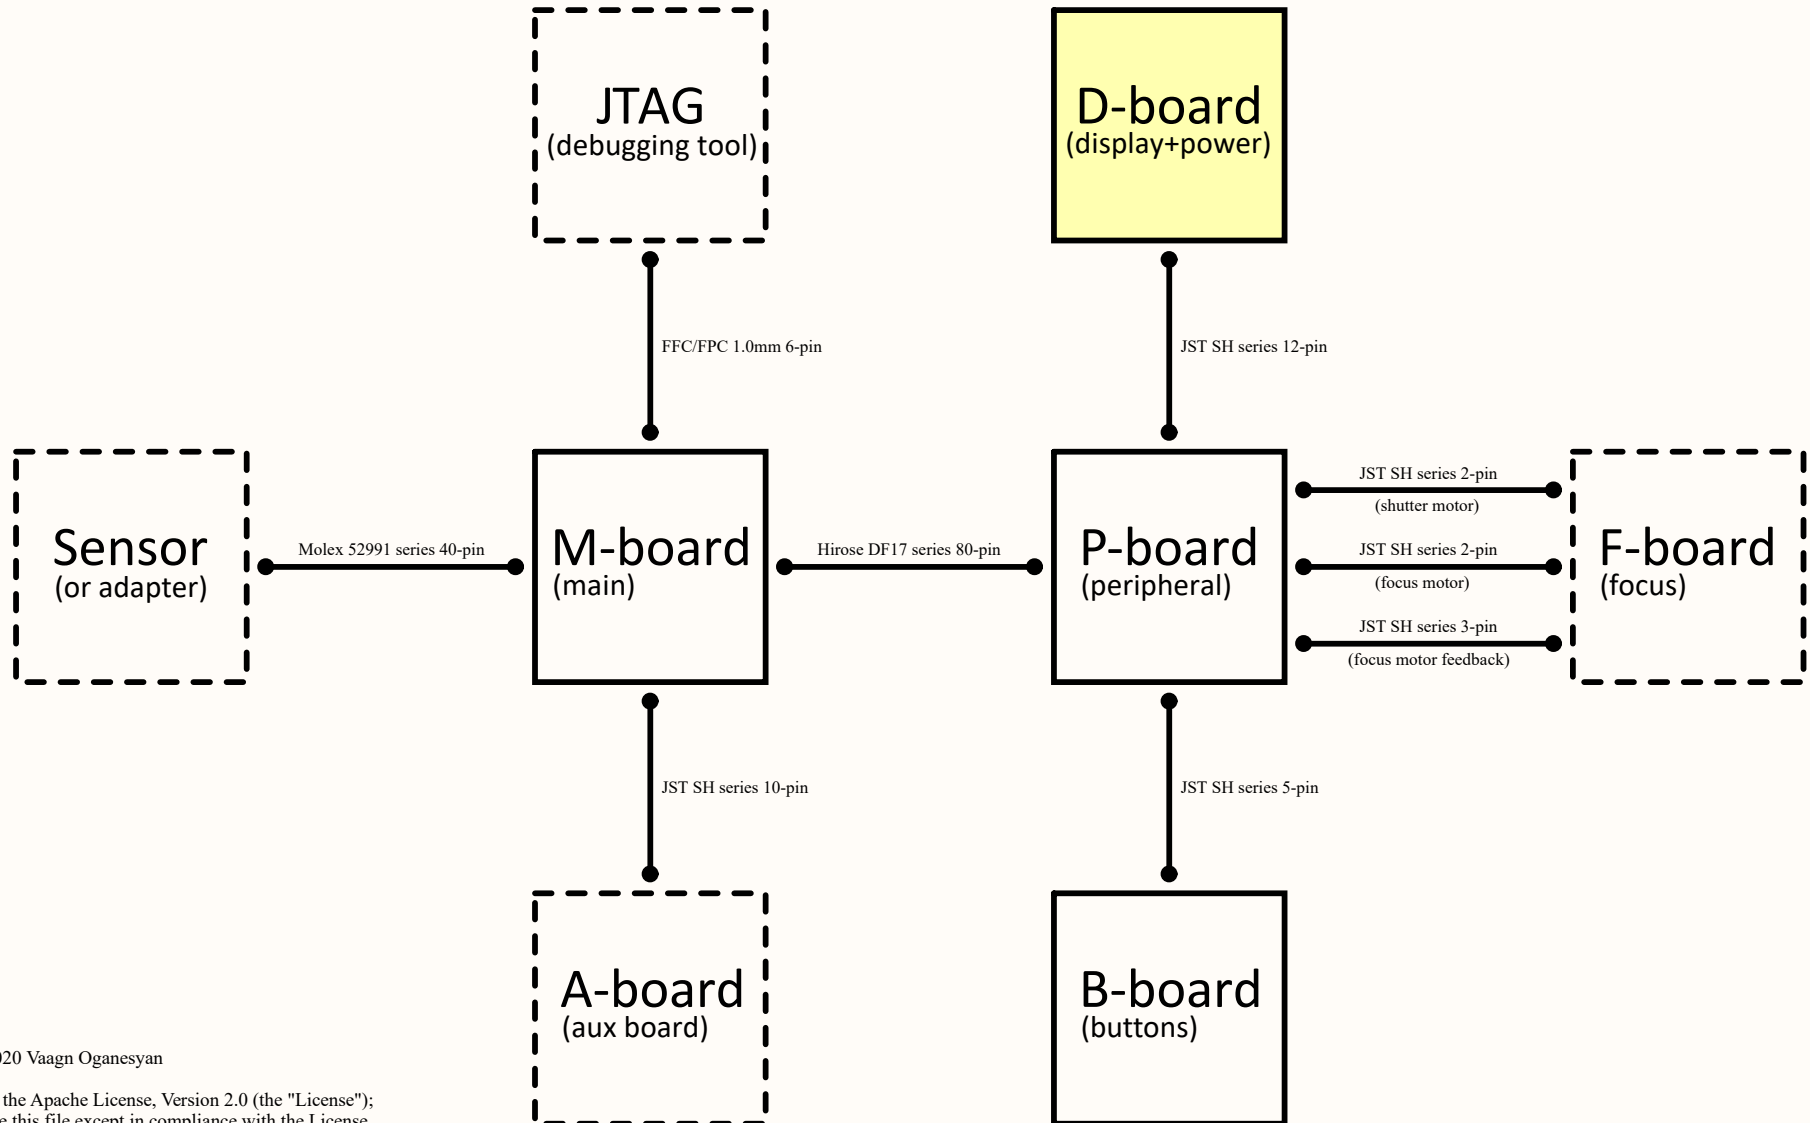 JTAG
(debugging tool)
D-board
(display+power)
FFC/FPC 1.0mm 6-pin
JST SH series 12-pin
Sensor
(or adapter)
Molex 52991 series 40-pin
M-board
(main)
Hirose DF17 series 80-pin
P-board
(peripheral)
JST SH series 2-pin
(shutter motor)
JST SH series 2-pin
(focus motor)
JST SH series 3-pin
(focus motor feedback)
F-board
(focus)
JST SH series 10-pin
JST SH series 5-pin
A-board
(aux board)
B-board
(buttons)
020 Vaagn Oganesyan
the Apache License, Version 2.0 (the "License");
e this file except in compliance with the License